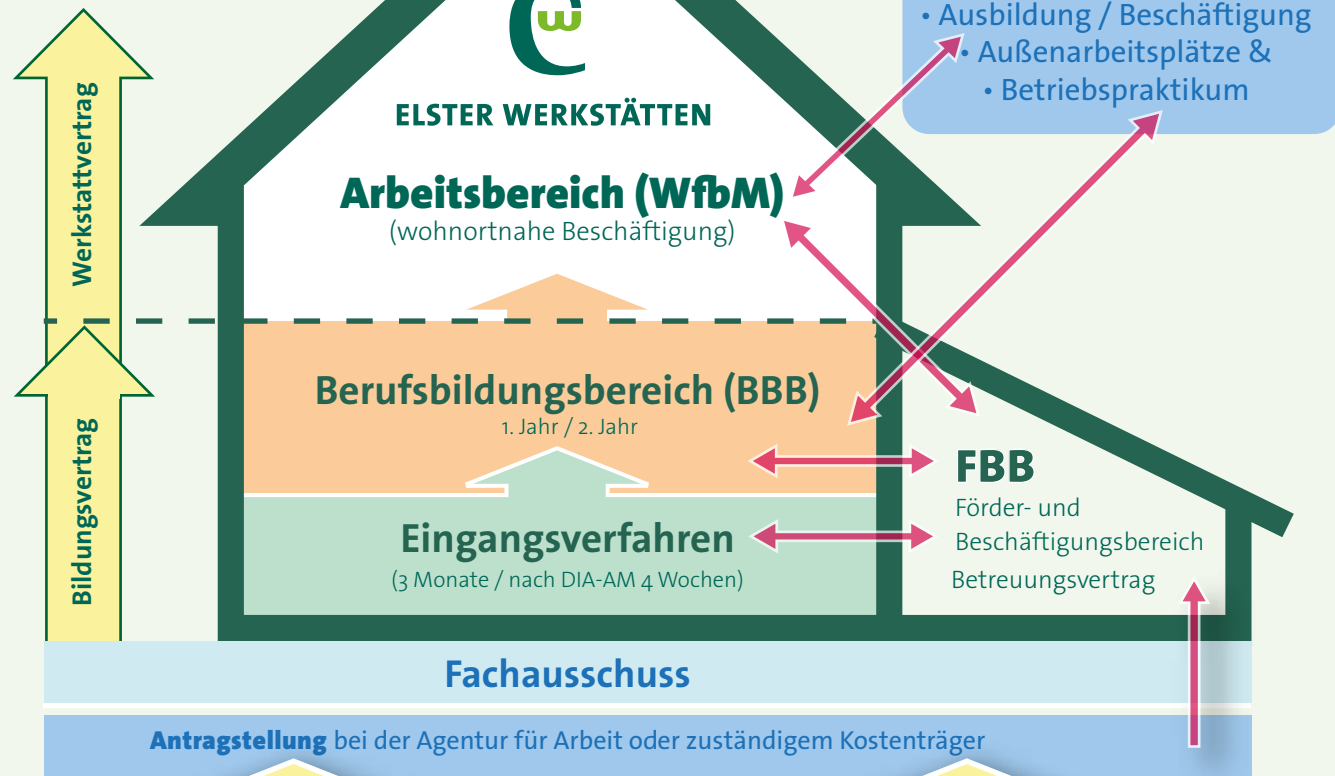 • Ausbildung / Beschäftigung
• Außenarbeitsplätze &
• Betriebspraktikum
ew
ELSTER WERKSTÄTTEN
Arbeitsbereich (WfbM)
(wohnortnahe Beschäftigung)
Werkstattvertrag
Berufsbildungsbereich (BBB)
1. Jahr / 2. Jahr
Bildungsvertrag
FBB
Förder- und
Beschäftigungsbereich
Betreuungsvertrag
Eingangsverfahren
(3 Monate / nach DIA-AM 4 Wochen)
Fachausschuss
Antragstellung bei der Agentur für Arbeit oder zuständigem Kostenträger